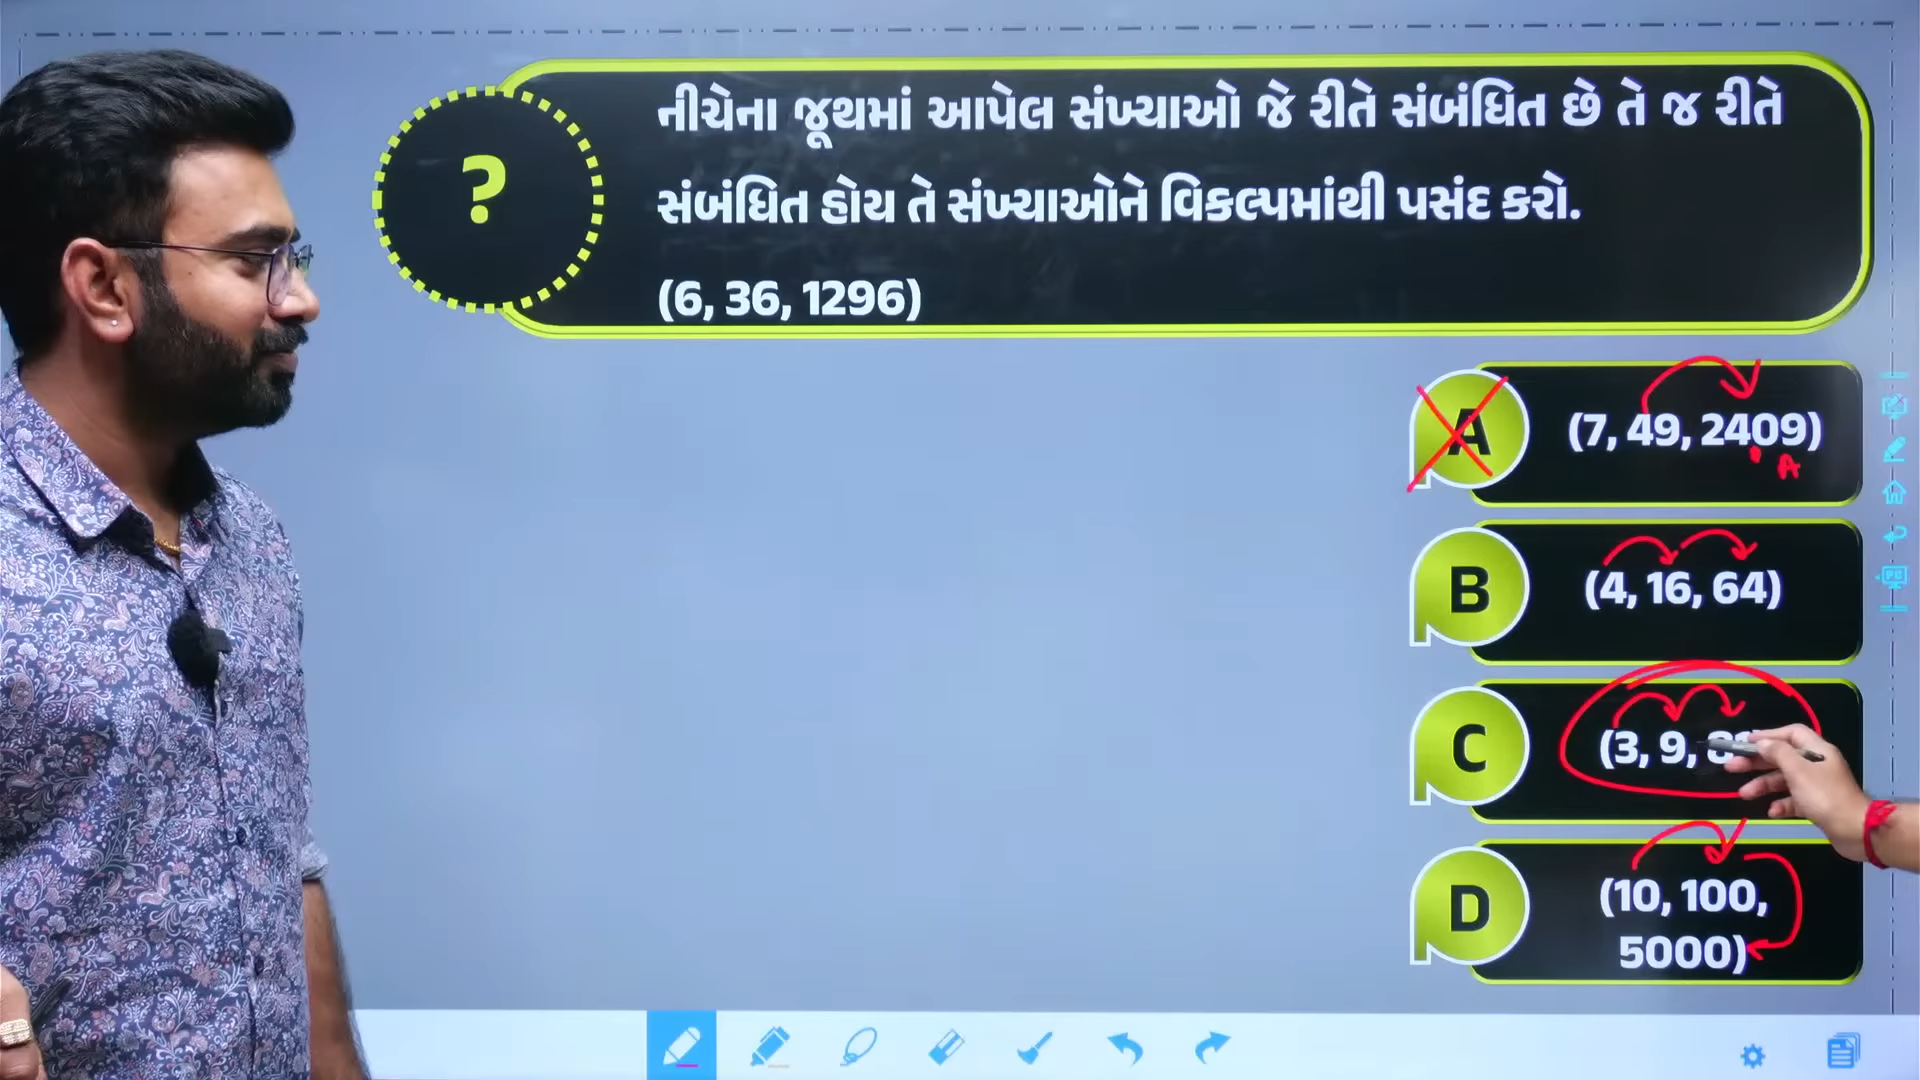 ?
નીચેના જૂથમાં આપેલ સંખ્યાઓ જે રીતે સંબંધિત છે તે જ રીતે
સંબંધિત હોય તે સંખ્યાઓને વિકલ્પમાંથી પસંદ કરો.
(6, 36, 1296)
A
(7, 49, 2409)
A
B
(4, 16, 64)
C
(3, 9,
D
(10, 100,
5000)
PC